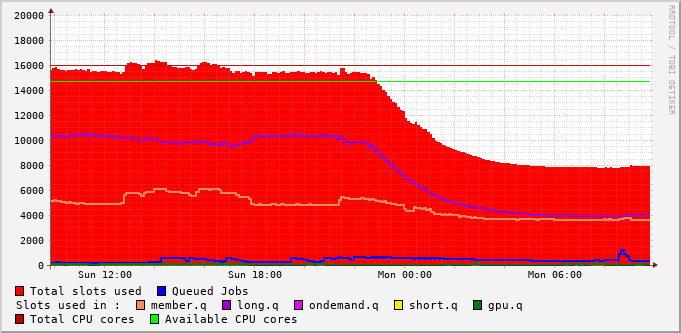 RRDTOOL / TOBI OETIKER
20000
18000
16000
14000
12000
10000
8000
6000
4000
2000
0
Sun 12:00 Sun 18:00 Mon 00:00 Mon 06:00
Total slots used Queued Jobs
Slots used in : member.q long.q ondemand.q short.q gpu.q
Total CPU cores Available CPU cores